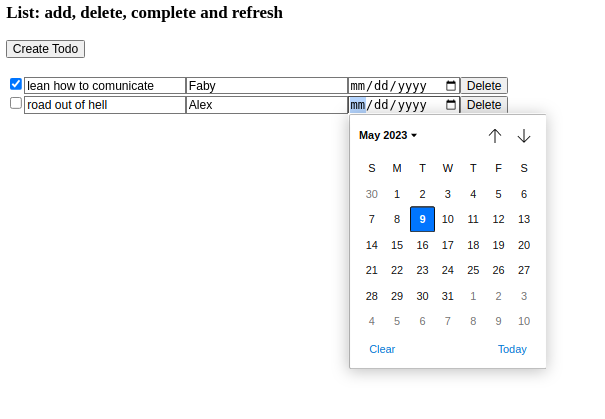 List: add, delete, complete and refresh
Create Todo
lean how to comunicate Faby mm/dd/yyyy Delete
road out of hell Alex mm/dd/yyyy Delete
May 2023
S M T W T F S
30 1 2 3 4 5 6
7 8 9 10 11 12 13
14 15 16 17 18 19 20
21 22 23 24 25 26 27
28 29 30 31 1 2 3
4 5 6 7 8 9 10
Clear Today